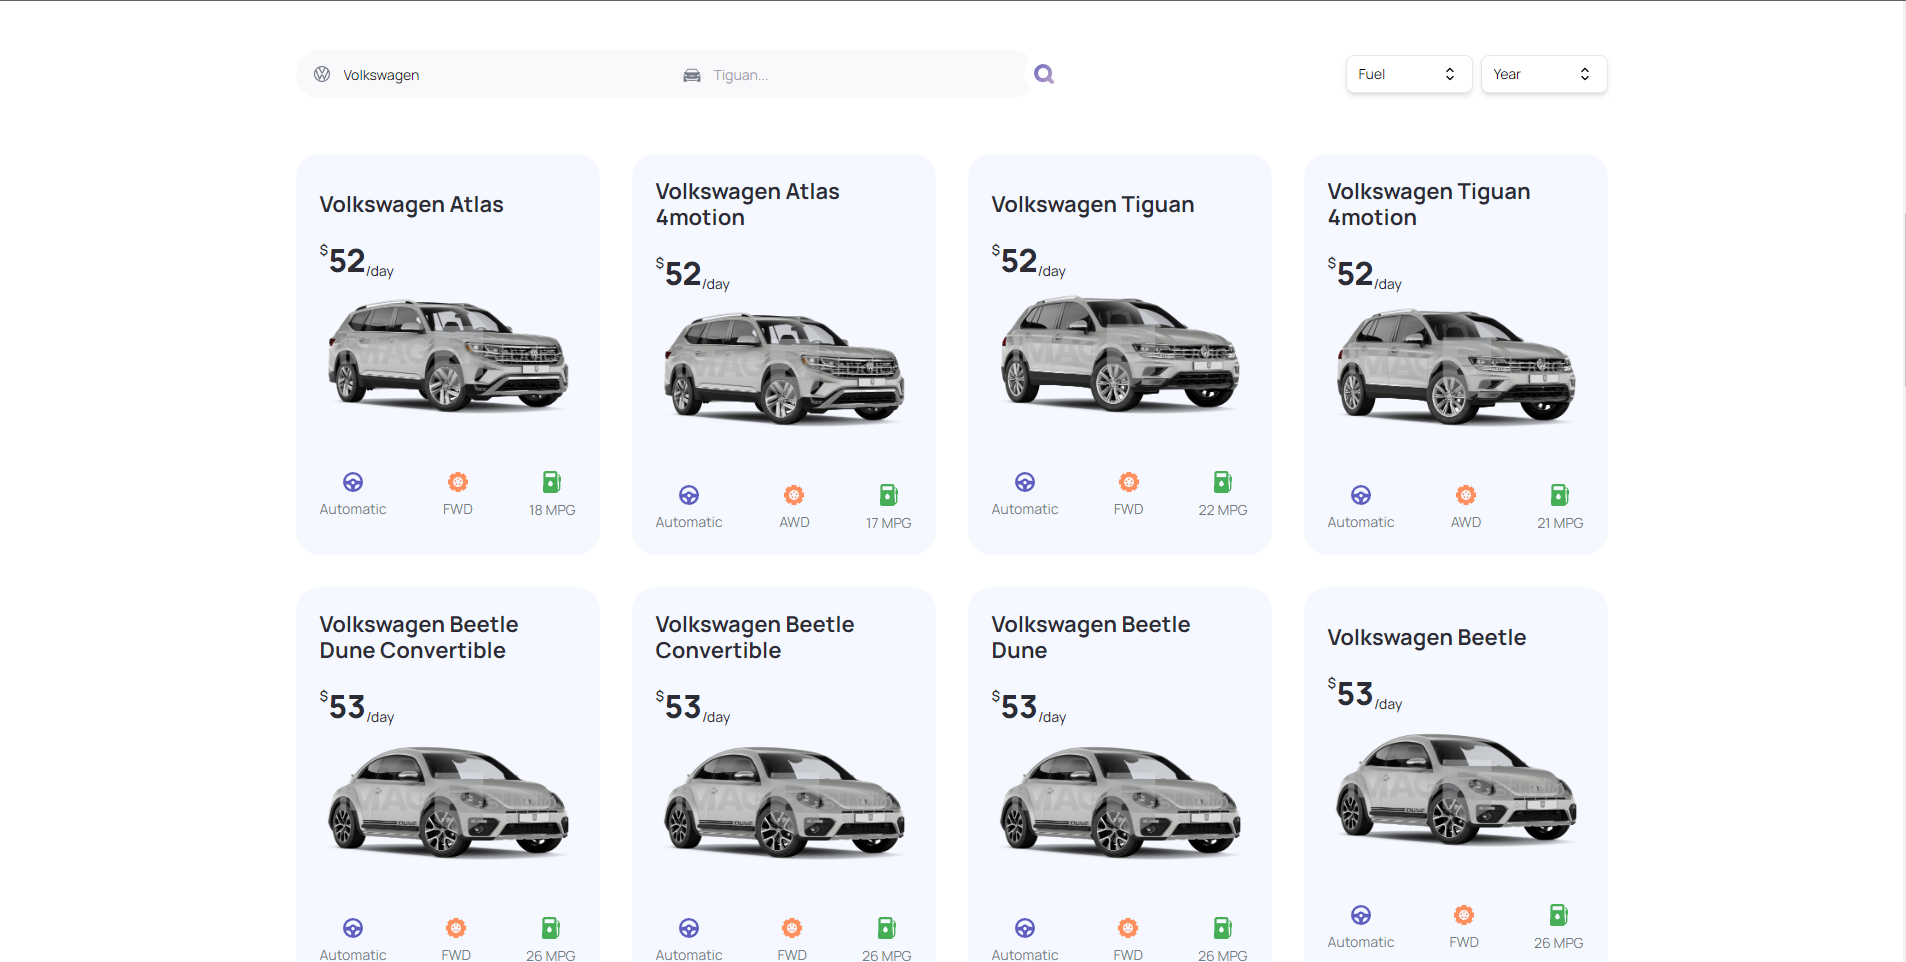 Volkswagen
Tiguan...
Fuel
Year
Volkswagen Atlas
$52/day
Automatic
FWD
18 MPG
Volkswagen Atlas
4motion
$52/day
Automatic
AWD
17 MPG
Volkswagen Tiguan
$52/day
Automatic
FWD
22 MPG
Volkswagen Tiguan
4motion
$52/day
Automatic
AWD
21 MPG
Volkswagen Beetle
Dune Convertible
$53/day
Automatic
FWD
26 MPG
Volkswagen Beetle
Convertible
$53/day
Automatic
FWD
26 MPG
Volkswagen Beetle
Dune
$53/day
Automatic
FWD
26 MPG
Volkswagen Beetle
$53/day
Automatic
FWD
26 MPG